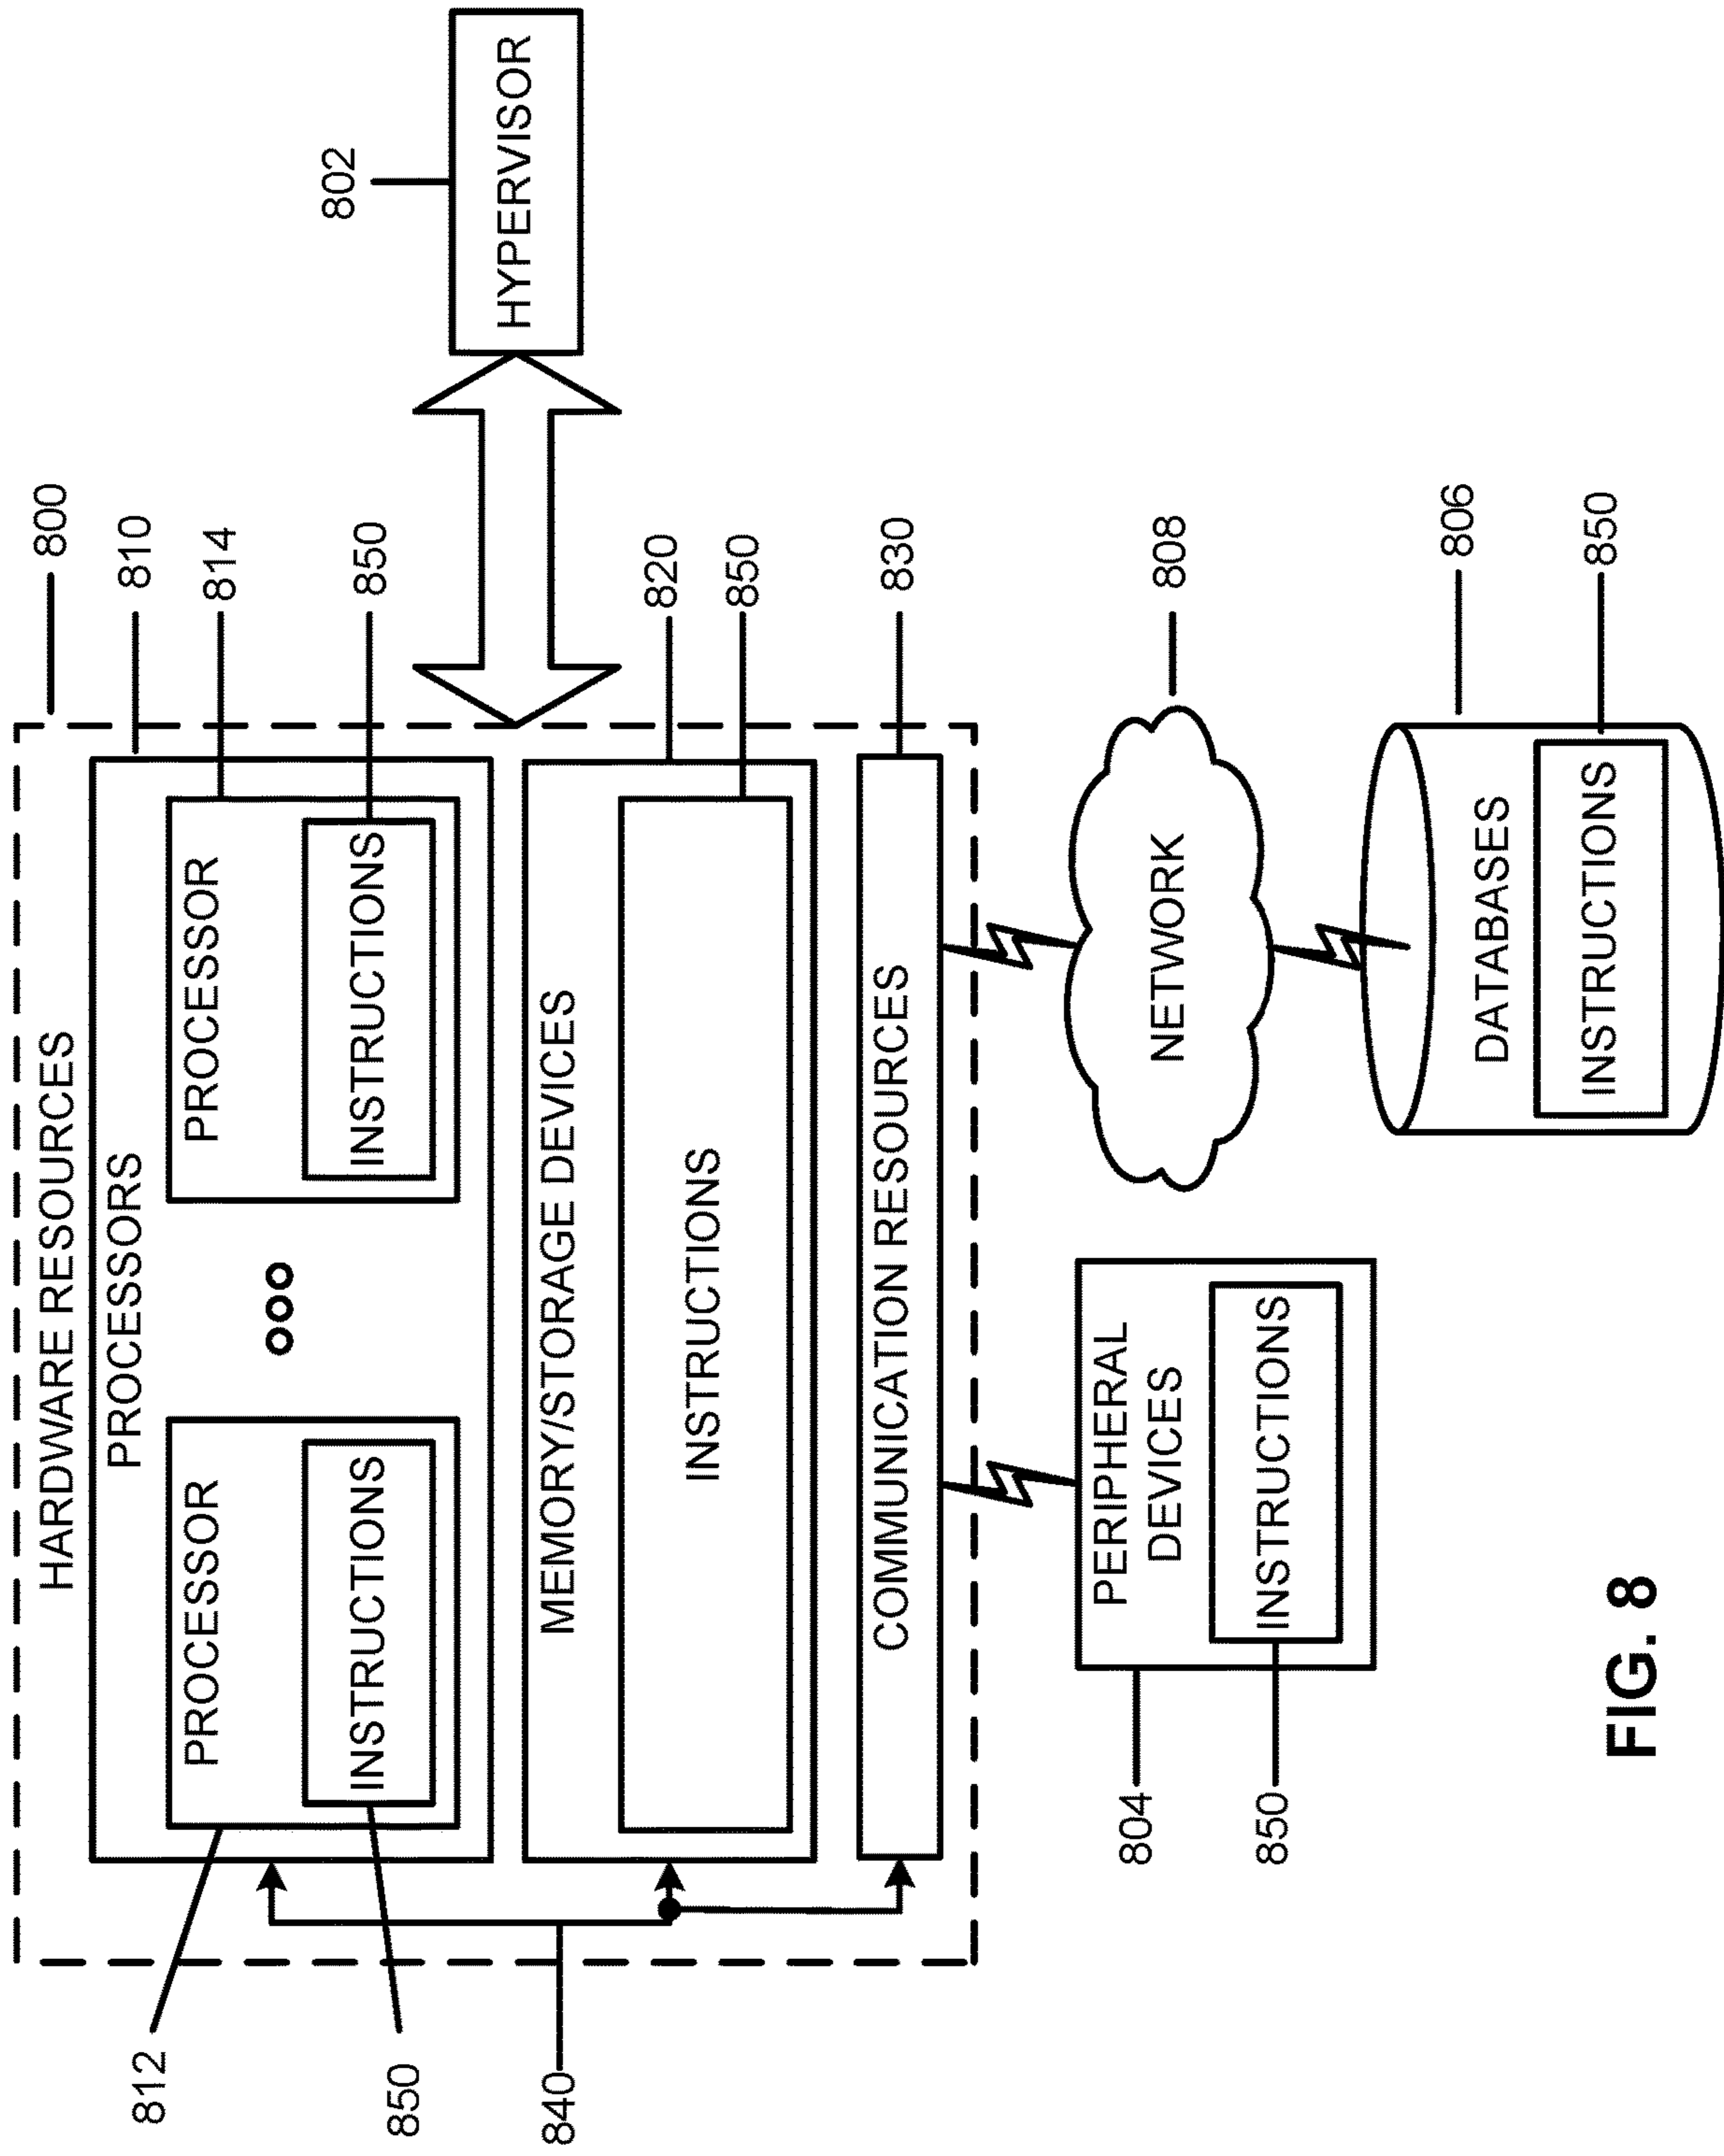 HARDWARE RESOURCES
800
PROCESSORS
810
PROCESSOR
812
INSTRUCTIONS
850
PROCESSOR
814
INSTRUCTIONS
850
802
HYPERVISOR
MEMORY/STORAGE DEVICES
820
INSTRUCTIONS
850
840
COMMUNICATION RESOURCES
830
804
PERIPHERAL
DEVICES
850
INSTRUCTIONS
NETWORK
808
DATABASES
806
INSTRUCTIONS
850
FIG. 8